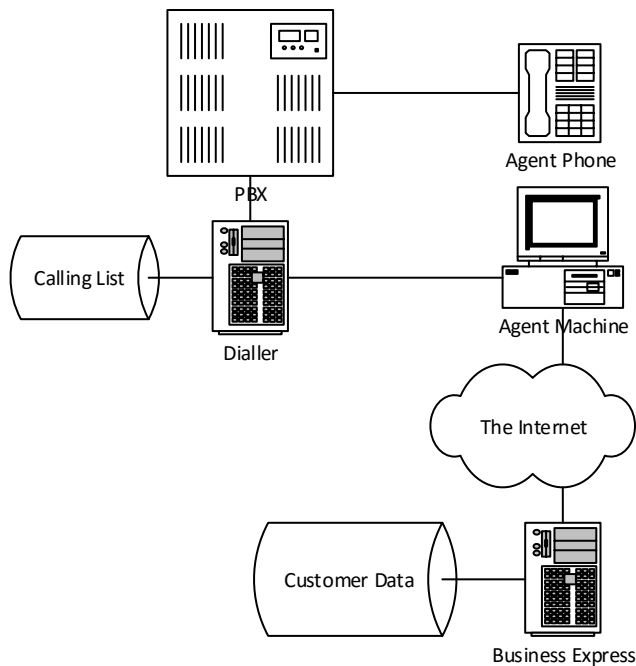 Agent Phone
PBX
Calling List
Dialler
Agent Machine
The Internet
Customer Data
Business Express